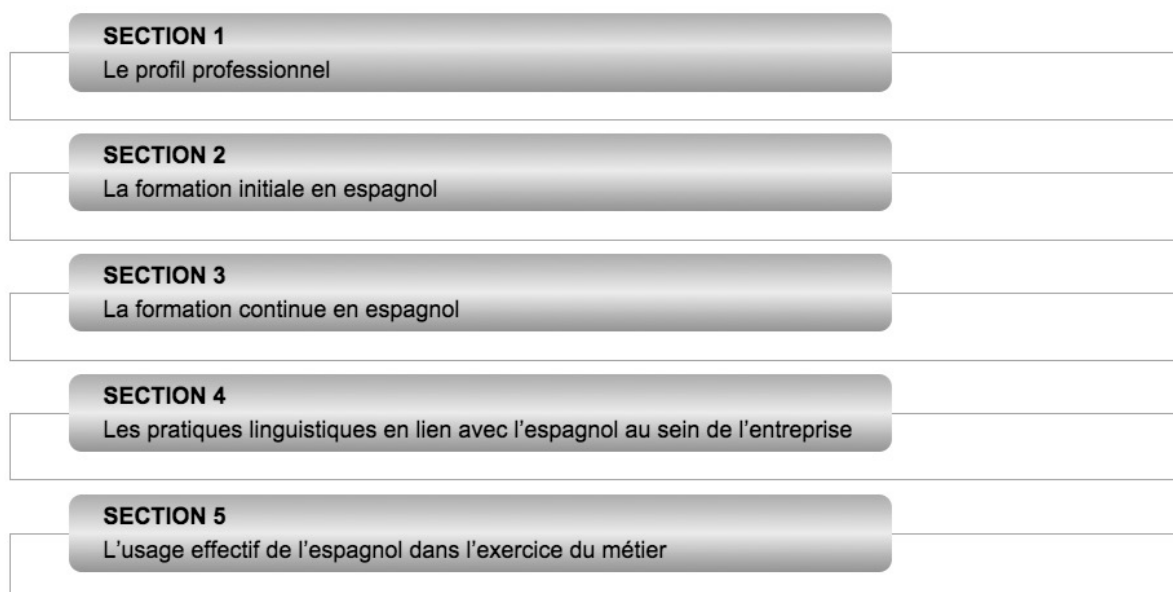 SECTION 1
Le profil professionnel
SECTION 2
La formation initiale en espagnol
SECTION 3
La formation continue en espagnol
SECTION 4
Les pratiques linguistiques en lien avec l’espagnol au sein de l’entreprise
SECTION 5
L’usage effectif de l’espagnol dans l’exercice du métier